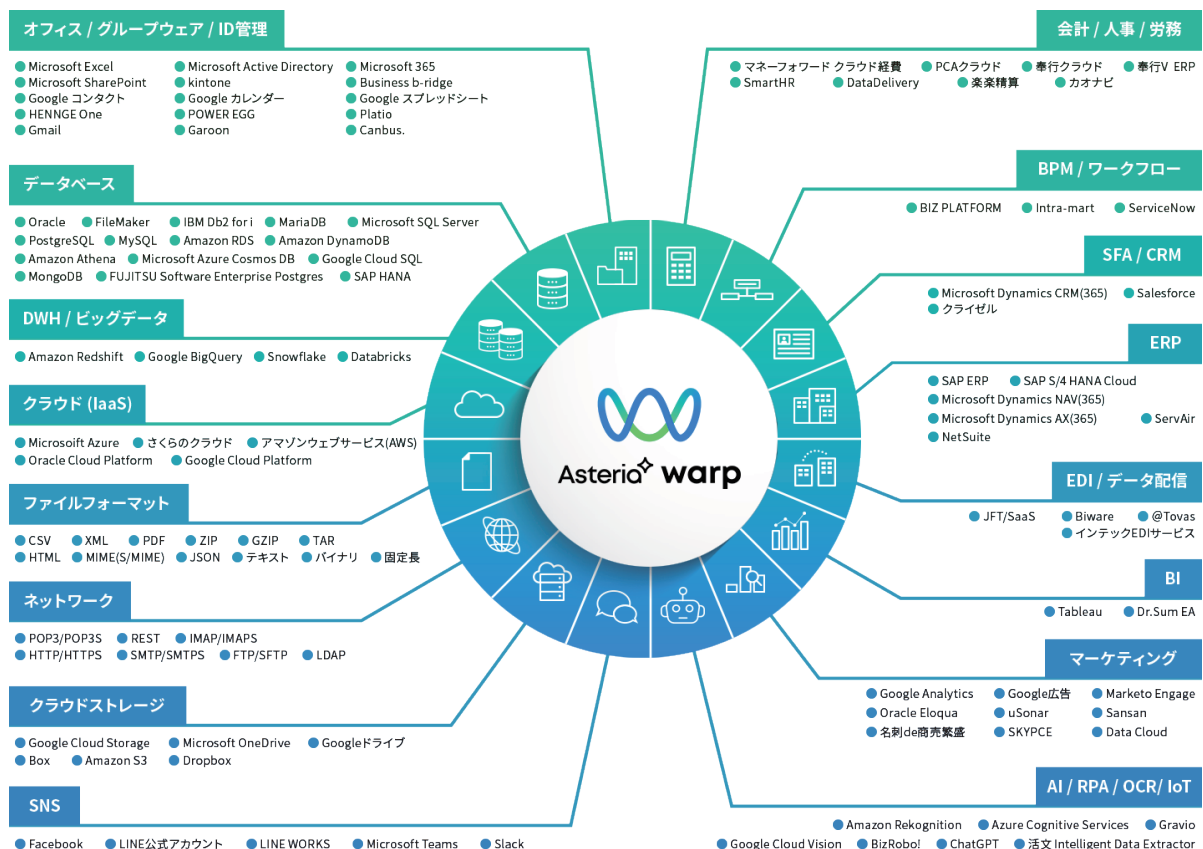 オフィス / グループウェア / ID管理
Microsoft Excel Microsoft Active Directory Microsoft 365
Microsoft SharePoint kintone Business b-ridge
Google コンタクト Google カレンダー Google スプレッドシート
HENNGE One POWER EGG Platio
Gmail Garoon Canbus.
データベース
Oracle FileMaker IBM Db2 for i MariaDB Microsoft SQL Server
PostgreSQL MySQL Amazon RDS Amazon DynamoDB
Amazon Athena Microsoft Azure Cosmos DB Google Cloud SQL
MongoDB FUJITSU Software Enterprise Postgres SAP HANA
DWH / ビッグデータ
Amazon Redshift Google BigQuery Snowflake Databricks
クラウド (IaaS)
Microsoift Azure さくらのクラウド アマゾンウェブサービス(AWS)
Oracle Cloud Platform Google Cloud Platform
ファイルフォーマット
CSV XML PDF ZIP GZIP TAR
HTML MIME(S/MIME) JSON テキスト バイナリ 固定長
ネットワーク
POP3/POP3S REST IMAP/IMAPS
HTTP/HTTPS SMTP/SMTPS FTP/SFTP LDAP
クラウドストレージ
Google Cloud Storage Microsoft OneDrive Googleドライブ
Box Amazon S3 Dropbox
SNS
Facebook LINE公式アカウント LINE WORKS Microsoft Teams Slack
Asteria warp
会計 / 人事 / 労務
マネーフォワード クラウド経費 PCAクラウド 奉行クラウド 奉行V ERP
SmartHR DataDelivery 楽楽精算 カオナビ
BPM / ワークフロー
BIZ PLATFORM Intra-mart ServiceNow
SFA / CRM
Microsoft Dynamics CRM(365) Salesforce
クライゼル
ERP
SAP ERP SAP S/4 HANA Cloud
Microsoft Dynamics NAV(365)
Microsoft Dynamics AX(365) ServAir
NetSuite
EDI / データ配信
JFT/SaaS Biware @Tovas
インテックEDIサービス
BI
Tableau Dr.Sum EA
マーケティング
Google Analytics Google広告 Marketo Engage
Oracle Eloqua uSonar Sansan
名刺de商売繁盛 SKYPCE Data Cloud
AI / RPA / OCR/ IoT
Amazon Rekognition Azure Cognitive Services Gravio
Google Cloud Vision BizRobo! ChatGPT 活文 Intelligent Data Extractor